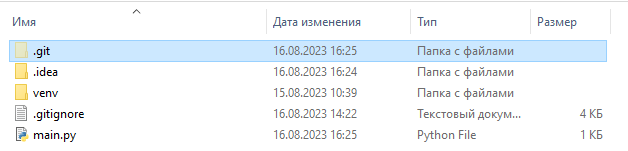 Имя Дата изменения Тип Размер
.git 16.08.2023 16:25 Папка с файлами
.idea 16.08.2023 16:24 Папка с файлами
venv 15.08.2023 10:39 Папка с файлами
.gitignore 16.08.2023 14:22 Текстовый докум... 4 КБ
main.py 16.08.2023 16:25 Python File 1 КБ